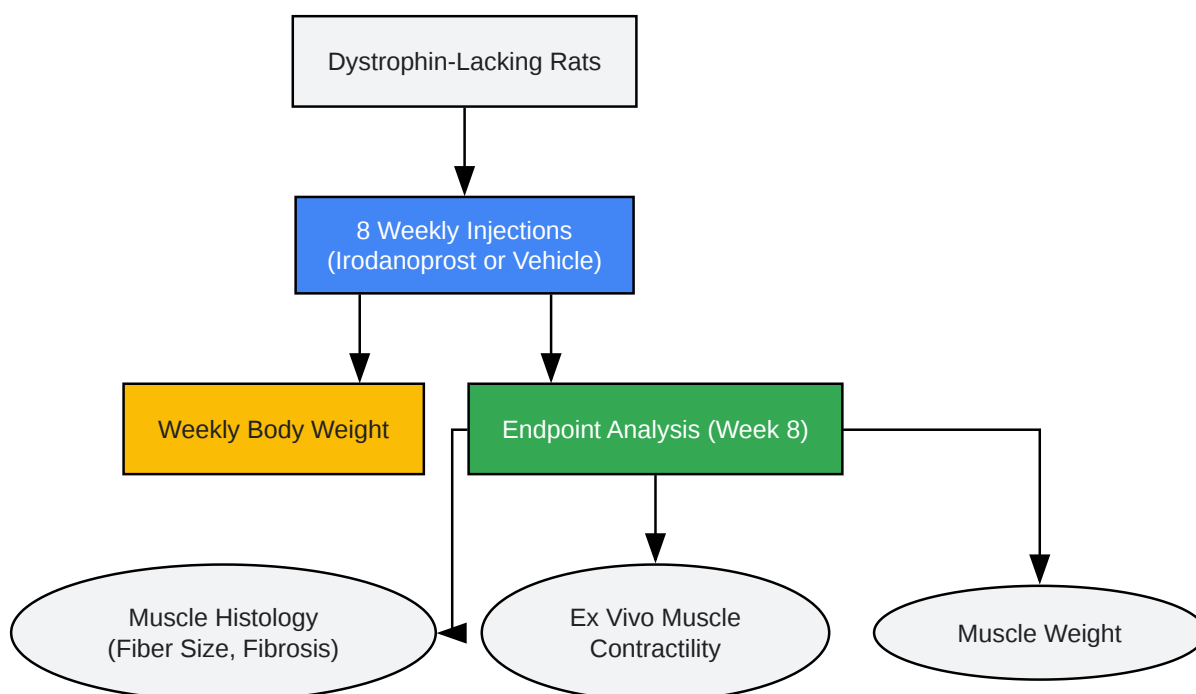 Dystrophin-Lacking Rats
8 Weekly Injections
(Irodanoprost or Vehicle)
Weekly Body Weight
Endpoint Analysis (Week 8)
Muscle Histology
(Fiber Size, Fibrosis)
Ex Vivo Muscle
Contractility
Muscle Weight